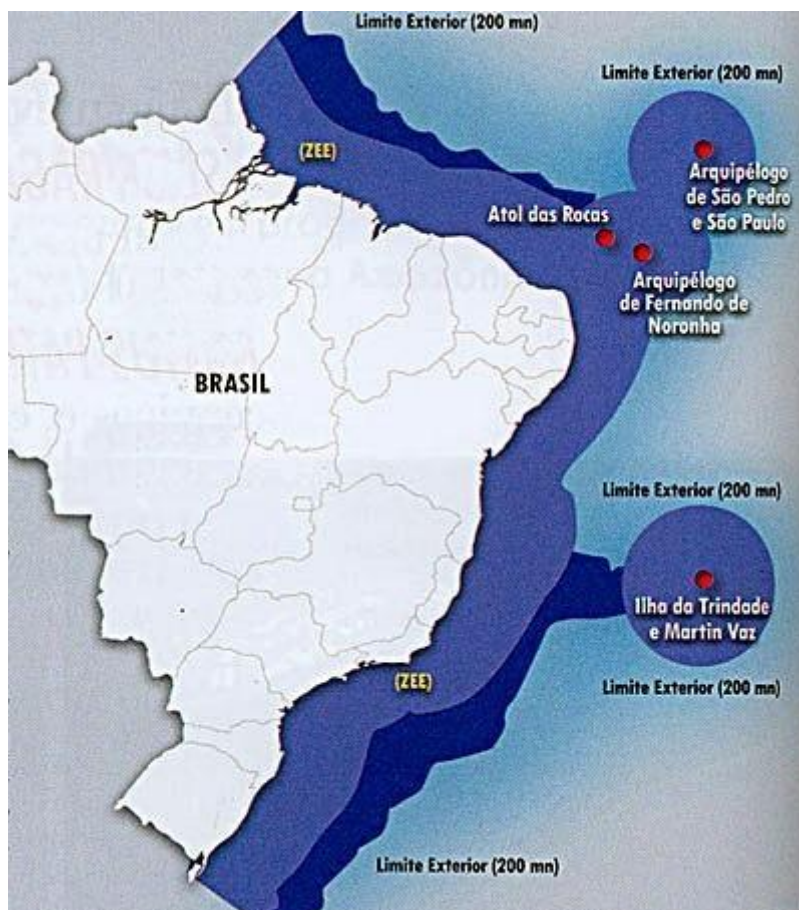 Limite Exterior (200 mn)
Limite Exterior (200 mn)
(ZEE)
Arquipélogo
de São Pedro
e São Paulo
Atol das Rocas
Arquipélogo
de Fernando de
Noronha
BRASIL
Limite Exterior (200 mn)
Ilha da Trindade
e Martin Vaz
(ZEE)
Limite Exterior (200 mn)
Limite Exterior (200 mn)